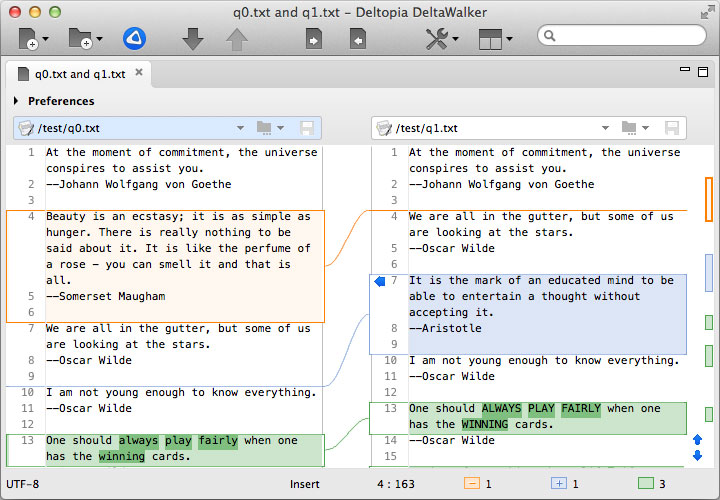 q0.txt and q1.txt – Deltopia DeltaWalker
q0.txt and q1.txt
Preferences
/test/q0.txt
1 At the moment of commitment, the universe
conspires to assist you.
2 --Johann Wolfgang von Goethe
3
4 Beauty is an ecstasy; it is as simple as
hunger. There is really nothing to be
said about it. It is like the perfume of
a rose – you can smell it and that is
all.
5 --Somerset Maugham
6
7 We are all in the gutter, but some of us
are looking at the stars.
8 --Oscar Wilde
9
10 I am not young enough to know everything.
11 --Oscar Wilde
12
13 One should always play fairly when one
has the winning cards.
/test/q1.txt
1 At the moment of commitment, the universe
conspires to assist you.
2 --Johann Wolfgang von Goethe
3
4 We are all in the gutter, but some of us
are looking at the stars.
5 --Oscar Wilde
6
7 It is the mark of an educated mind to be
able to entertain a thought without
accepting it.
8 --Aristotle
9
10 I am not young enough to know everything.
11 --Oscar Wilde
12
13 One should ALWAYS PLAY FAIRLY when one
has the WINNING cards.
14 --Oscar Wilde
15
UTF-8 Insert 4 : 163 1 1 3